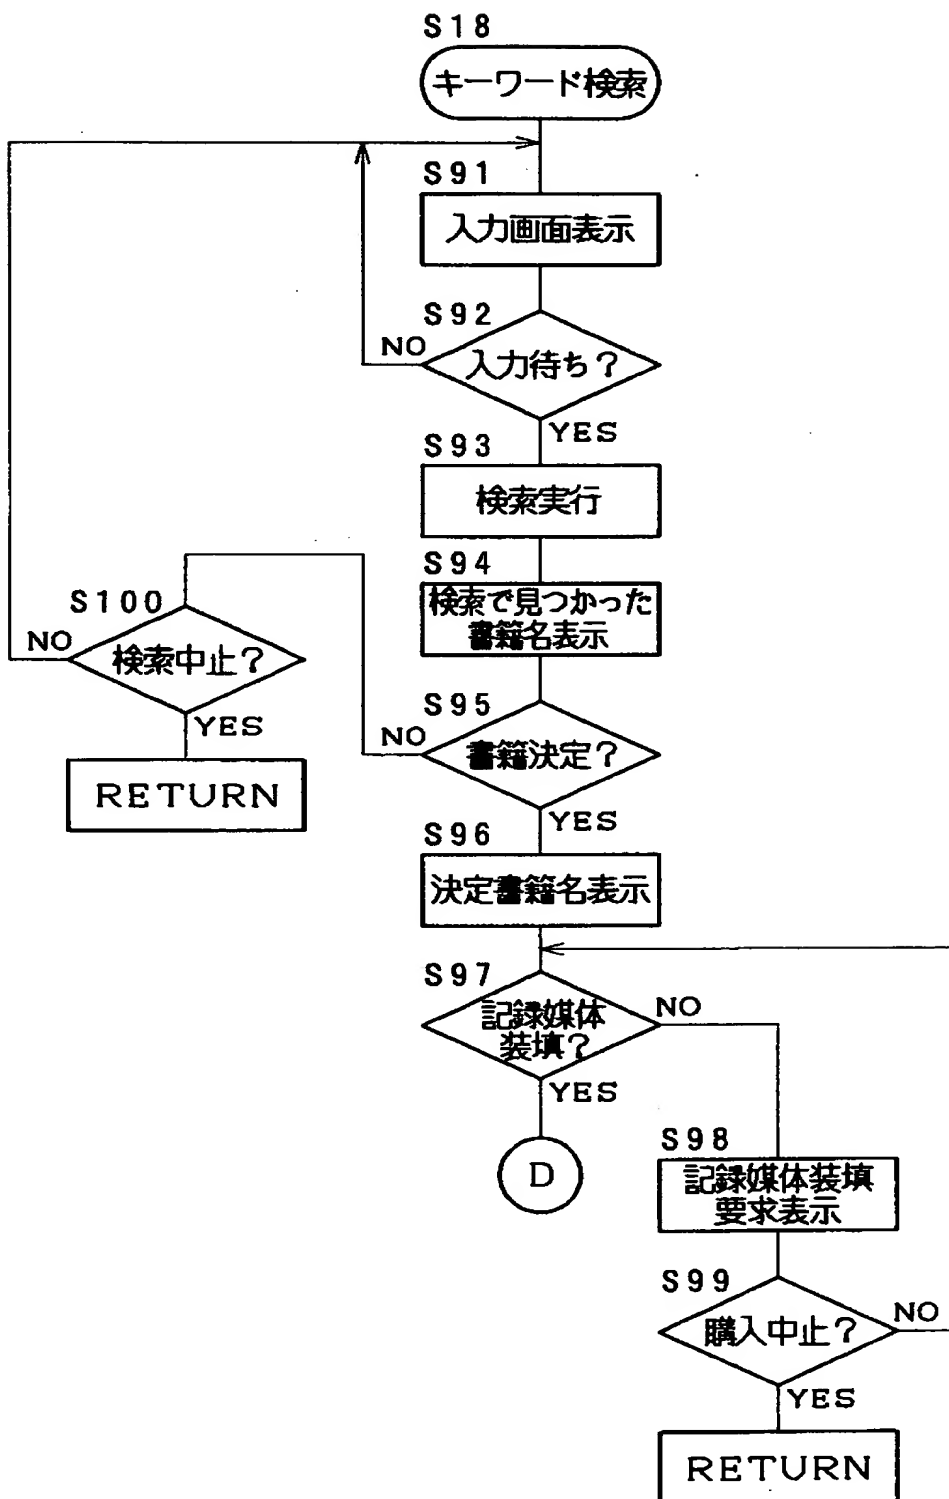 S18
キーワード検索
S91
入力画面表示
S92
NO
入力待ち?
YES
S93
検索実行
S94
検索で見つかった
書籍名表示
S100
NO
検索中止?
YES
RETURN
S95
NO
書籍決定?
YES
S96
決定書籍名表示
S97
記録媒体
装填?
NO
YES
D
S98
記録媒体装填
要求表示
S99
購入中止?
NO
YES
RETURN